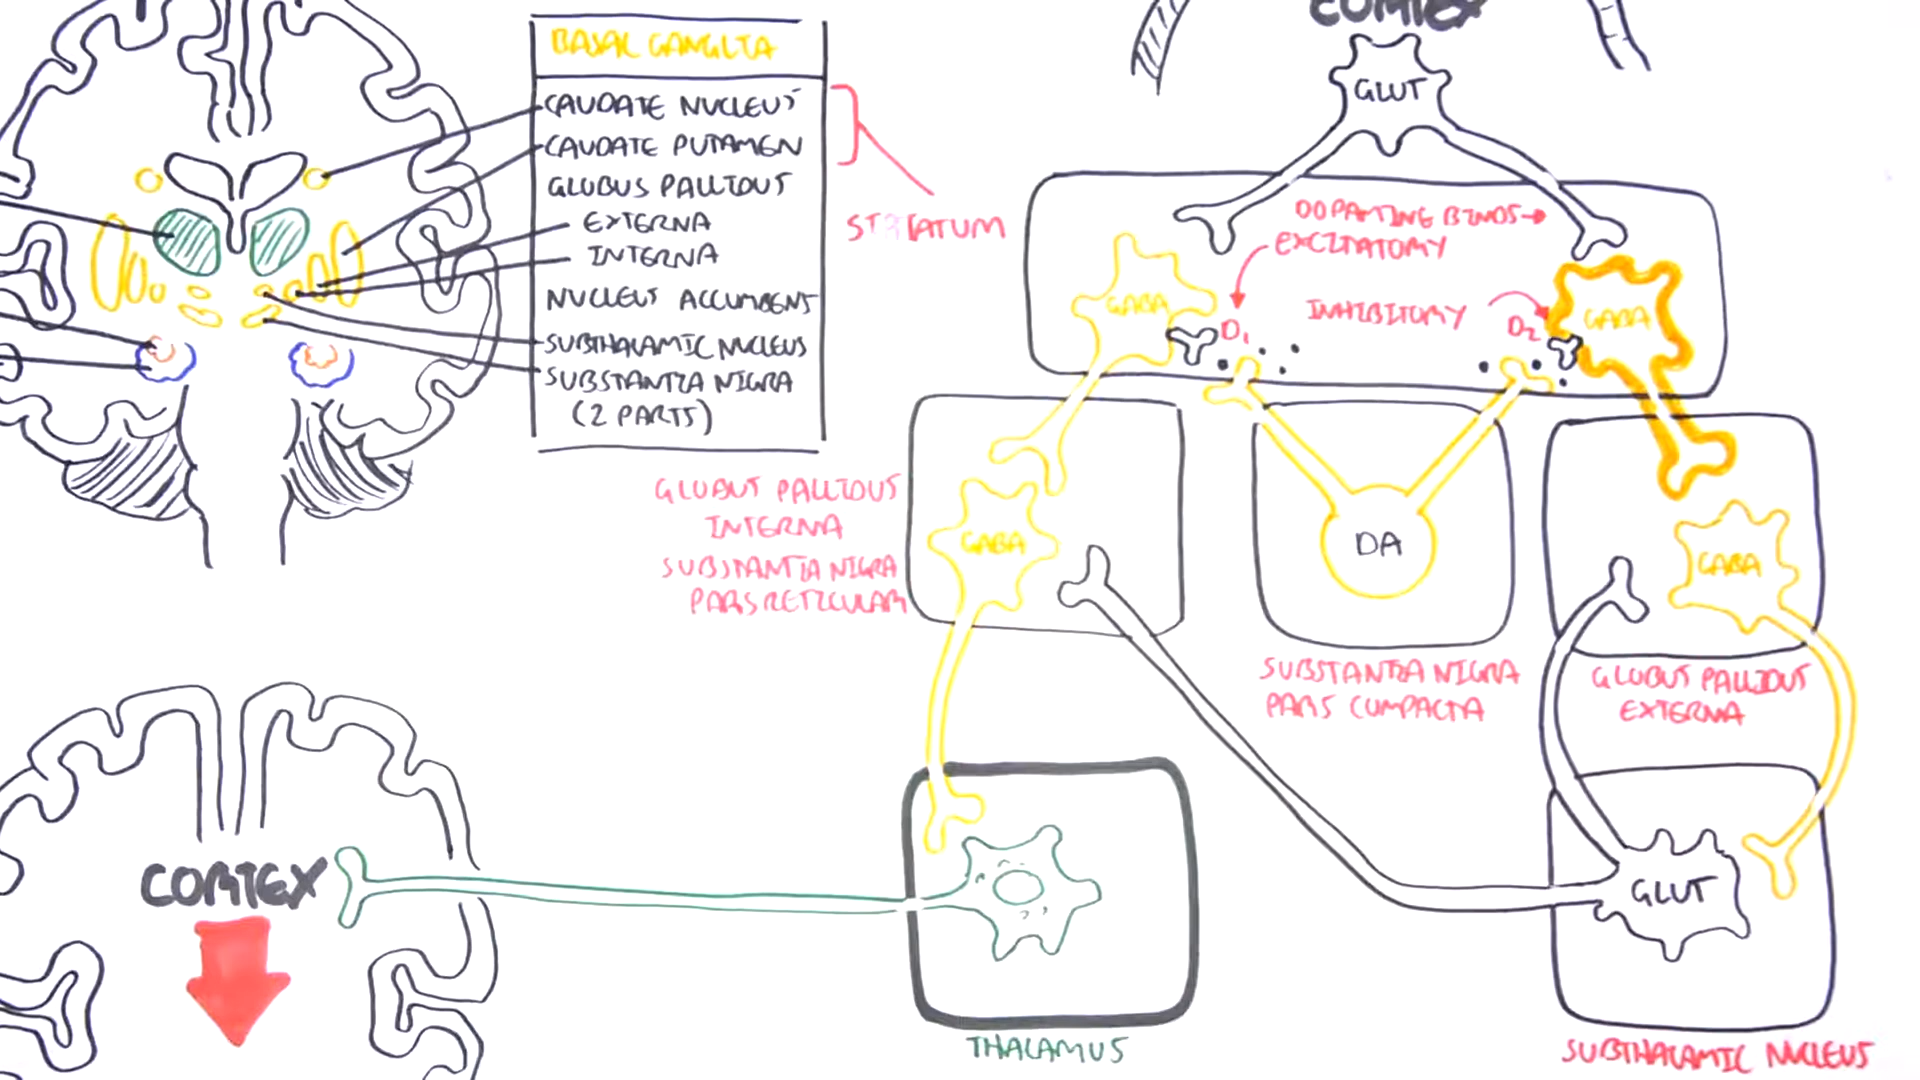 BASAL GANGLIA
CAUDATE NUCLEUS
CAUDATE PUTAMEN
GLOBUS PALLIDUS
EXTERNA
INTERNA
NUCLEUS ACCUMBENS
SUBTHALAMIC NUCLEUS
SUBSTANTIA NIGRA
(2 PARTS)
STRIATUM
CORTEX
GLUT
DOPAMINE BINDS
EXCITATORY
INHIBITORY
GABA
D1
D2
GABA
GLOBUS PALLIDUS
INTERNA
SUBSTANTIA NIGRA
PARS RETICULAR
GABA
DA
SUBSTANTIA NIGRA
PARS COMPACTA
GABA
GLOBUS PALLIDUS
EXTERNA
CORTEX
THALAMUS
GLUT
SUBTHALAMIC NUCLEUS